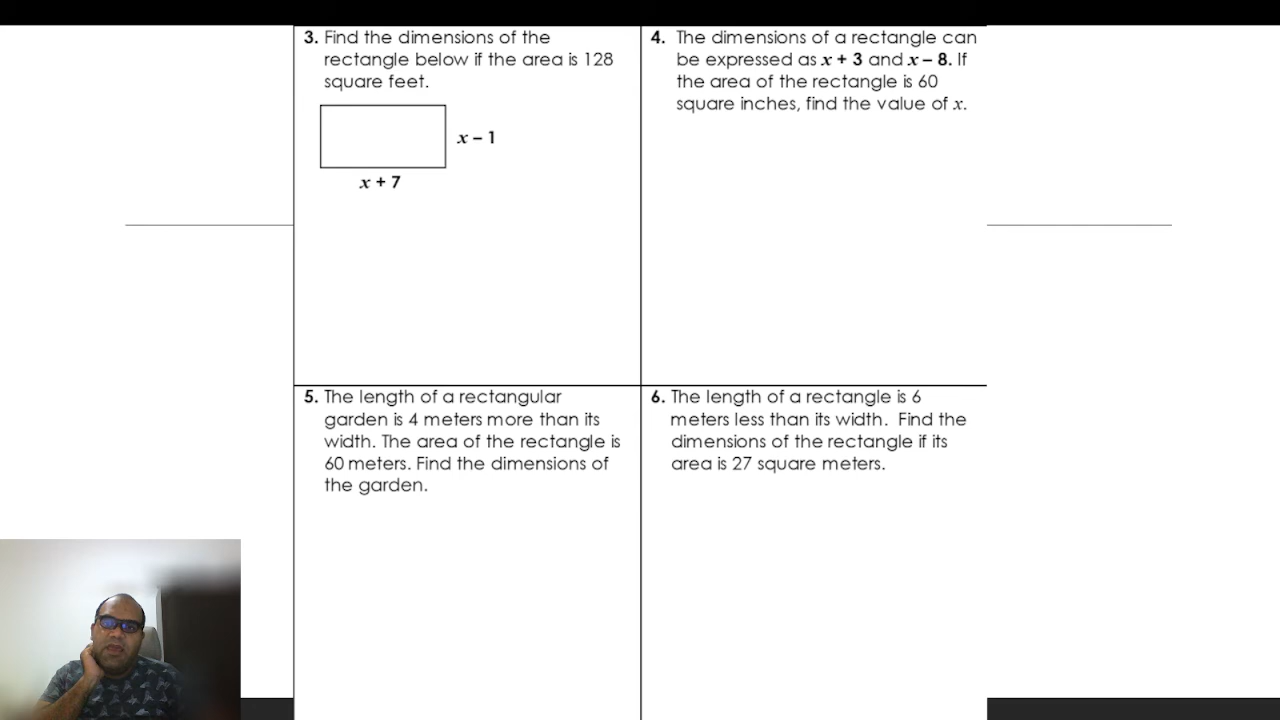 3. Find the dimensions of the
rectangle below if the area is 128
square feet.
x – 1
x + 7
4. The dimensions of a rectangle can
be expressed as x + 3 and x – 8. If
the area of the rectangle is 60
square inches, find the value of x.
5. The length of a rectangular
garden is 4 meters more than its
width. The area of the rectangle is
60 meters. Find the dimensions of
the garden.
6. The length of a rectangle is 6
meters less than its width. Find the
dimensions of the rectangle if its
area is 27 square meters.